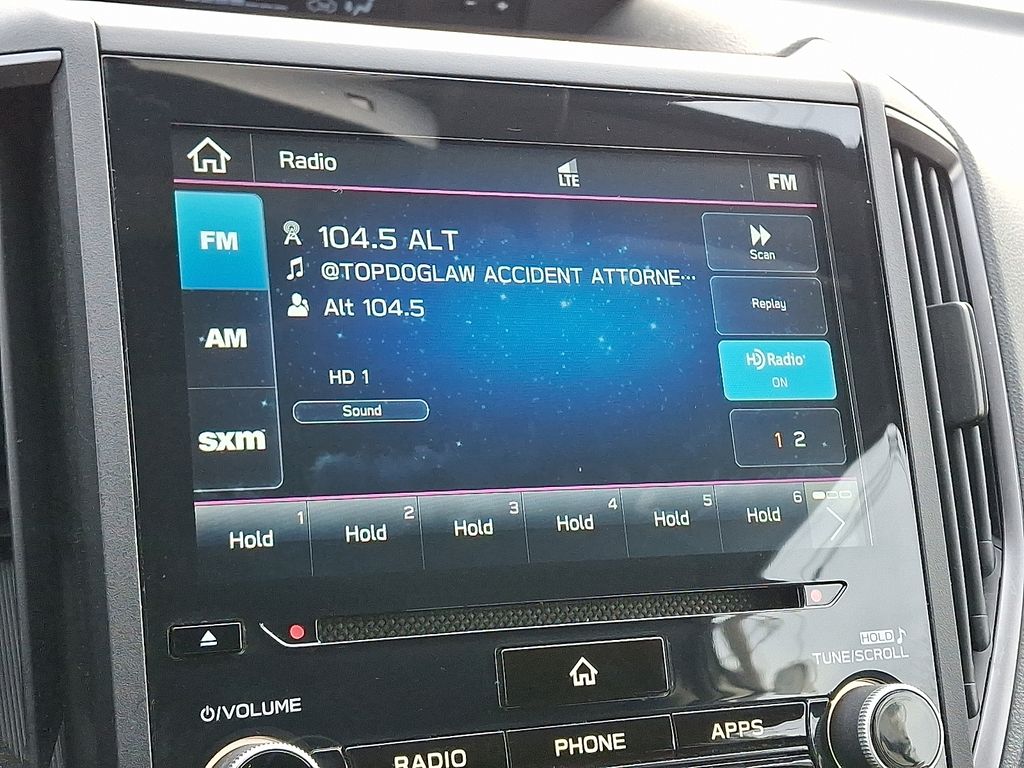 Radio
LTE
FM
FM
AM
sxm
104.5 ALT
@TOPDOGLAW ACCIDENT ATTORNE...
Alt 104.5
HD 1
Sound
Scan
Replay
HD Radio
ON
1 2
1
Hold
2
Hold
3
Hold
4
Hold
5
Hold
6
Hold
HOLD
TUNE/SCROLL
/VOLUME
RADIO
PHONE
APPS